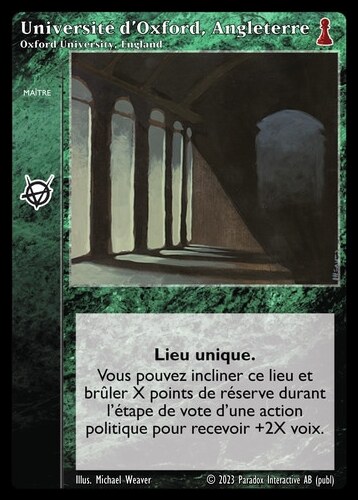 Université d'Oxford, Angleterre
Oxford University, England
MAÎTRE
Lieu unique.
Vous pouvez incliner ce lieu et
brûler X points de réserve durant
l'étape de vote d'une action
politique pour recevoir +2X voix.
Illus. Michael Weaver
© 2023 Paradox Interactive AB (publ)